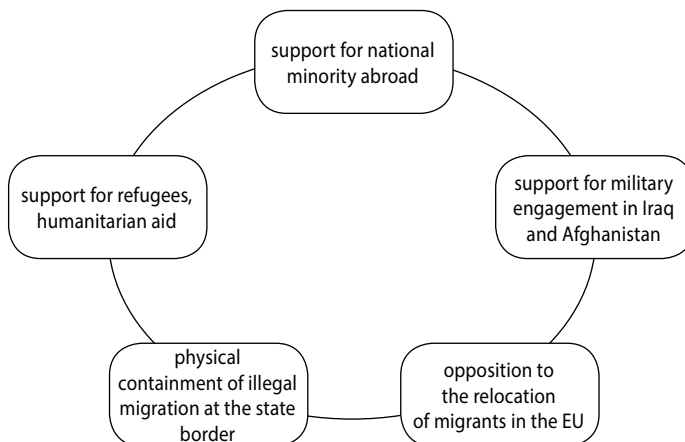 support for national
minority abroad
support for refugees,
humanitarian aid
support for military
engagement in Iraq
and Afghanistan
physical
containment of illegal
migration at the state
border
opposition to
the relocation
of migrants in the EU